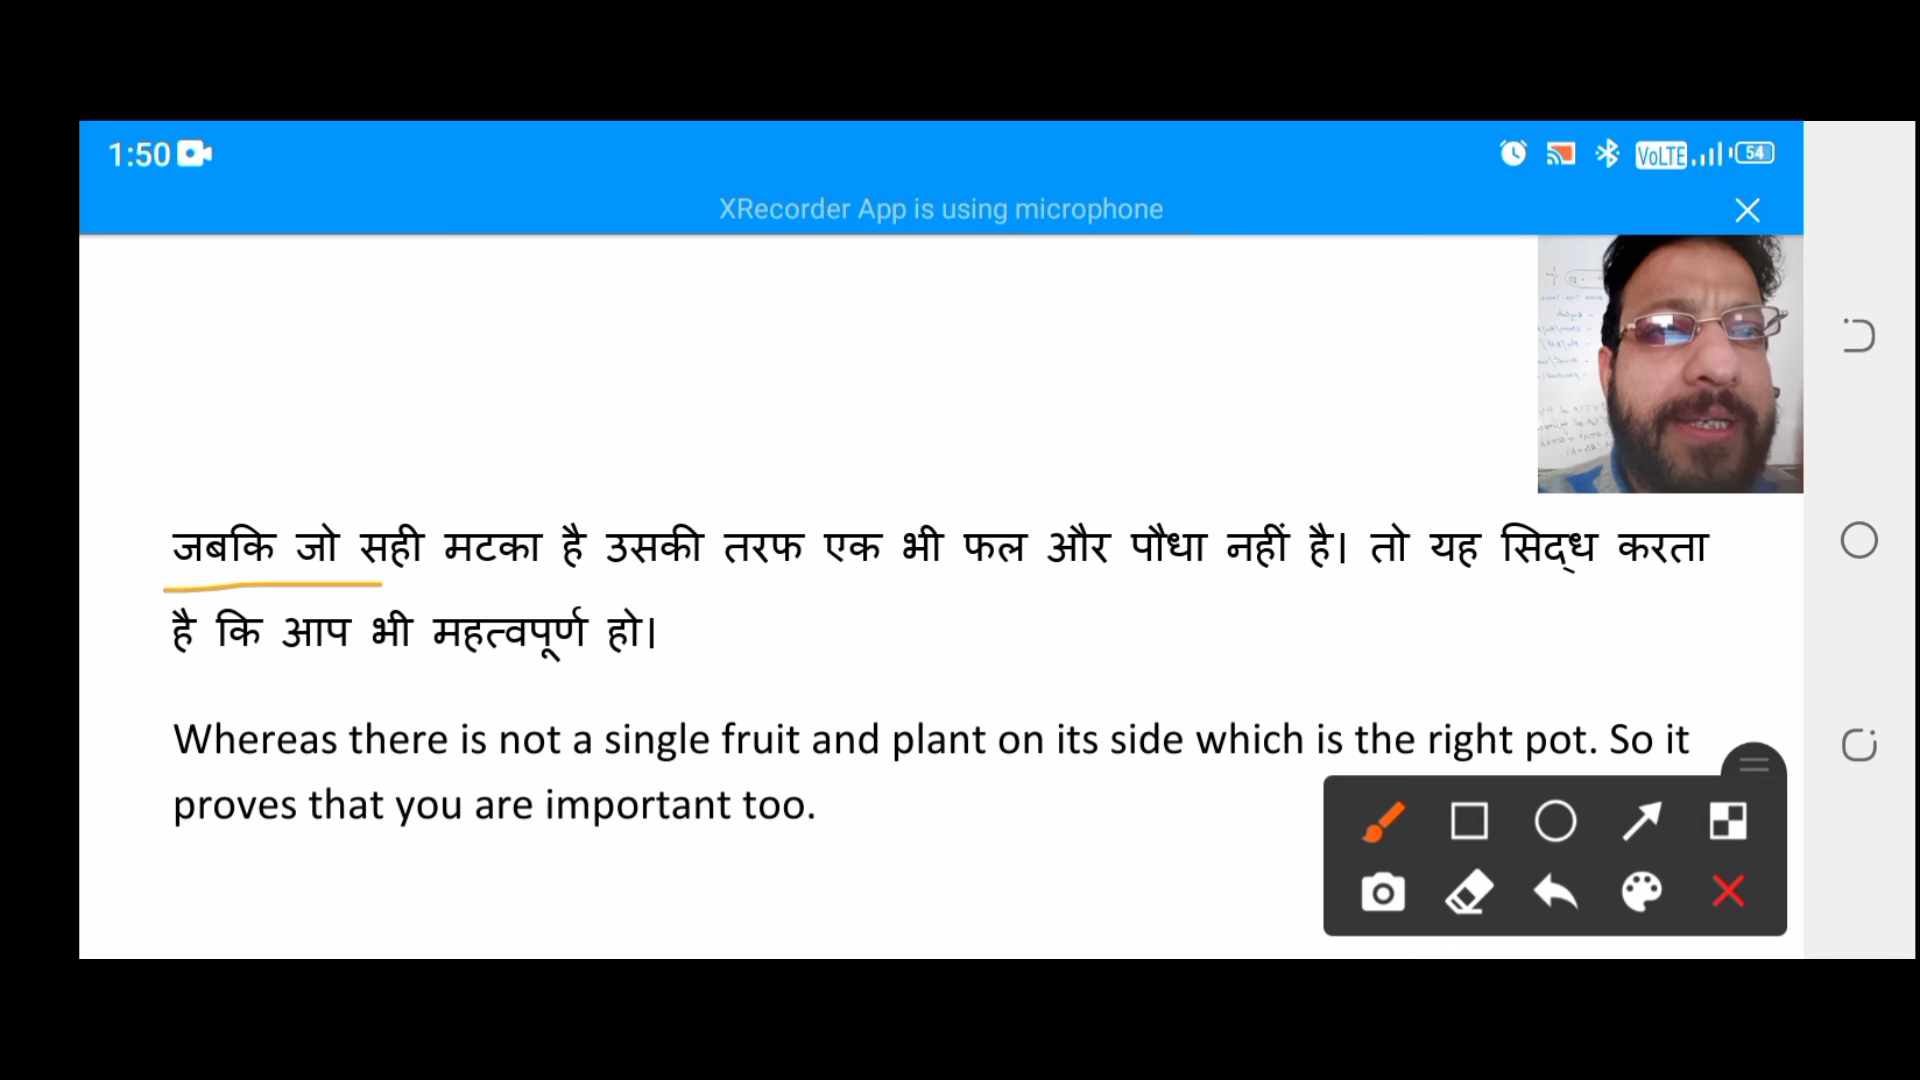 1:50
VoLTE
54
XRecorder App is using microphone
जबकि जो सही मटका है उसकी तरफ एक भी फल और पौधा नहीं है। तो यह सिद्ध करता
है कि आप भी महत्वपूर्ण हो।
Whereas there is not a single fruit and plant on its side which is the right pot. So it
proves that you are important too.